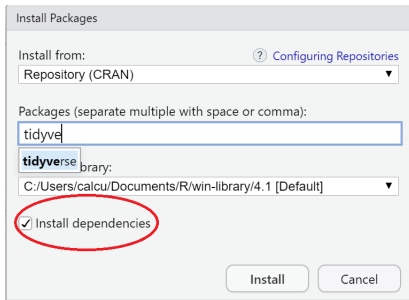 Install Packages
Install from:
? Configuring Repositories
Repository (CRAN)
Packages (separate multiple with space or comma):
tidyve
tidyverse
brary:
C:/Users/calcu/Documents/R/win-library/4.1 [Default]
Install dependencies
Install
Cancel